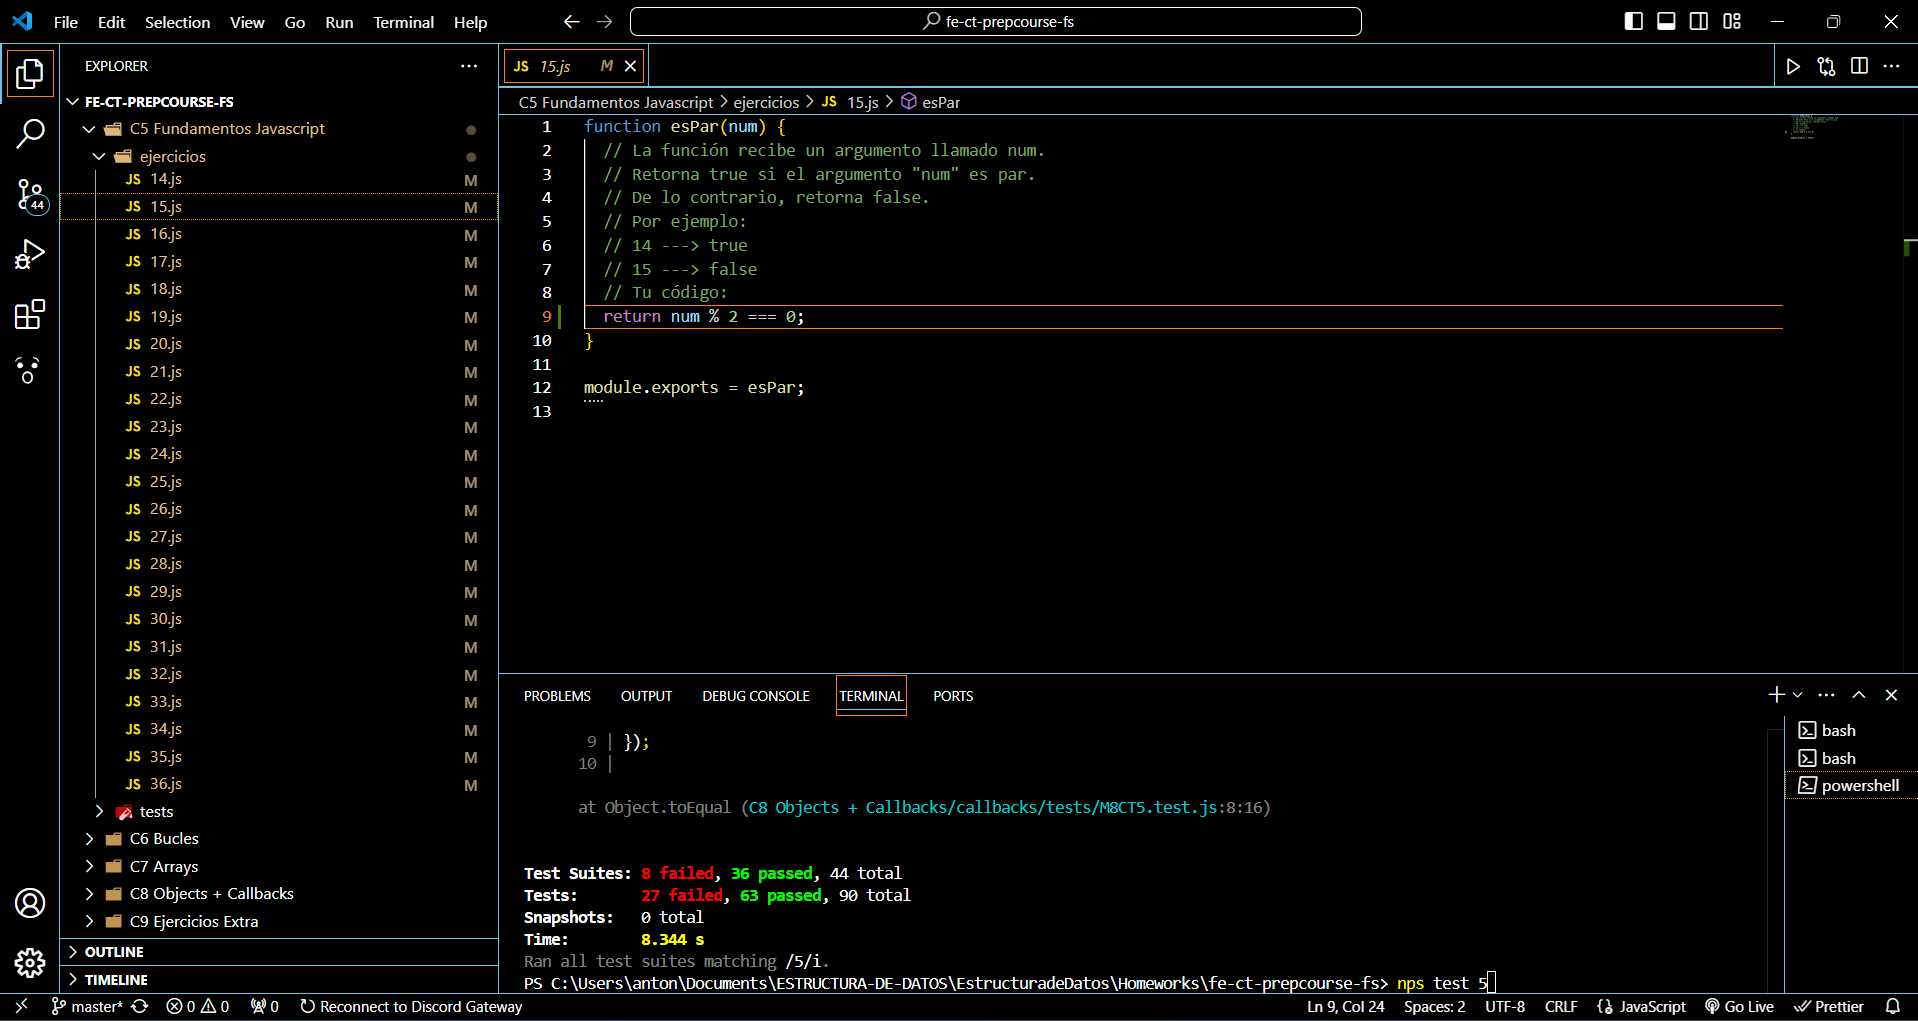 File Edit Selection View Go Run Terminal Help
fe-ct-prepcourse-fs
EXPLORER
FE-CT-PREPCOURSE-FS
C5 Fundamentos Javascript
ejercicios
JS 14.js M
JS 15.js M
JS 16.js M
JS 17.js M
JS 18.js M
JS 19.js M
JS 20.js M
JS 21.js M
JS 22.js M
JS 23.js M
JS 24.js M
JS 25.js M
JS 26.js M
JS 27.js M
JS 28.js M
JS 29.js M
JS 30.js M
JS 31.js M
JS 32.js M
JS 33.js M
JS 34.js M
JS 35.js M
JS 36.js M
tests
C6 Bucles
C7 Arrays
C8 Objects + Callbacks
C9 Ejercicios Extra
OUTLINE
TIMELINE
44
JS 15.js M
C5 Fundamentos Javascript > ejercicios > JS 15.js > esPar
1 function esPar(num) {
2 // La función recibe un argumento llamado num.
3 // Retorna true si el argumento "num" es par.
4 // De lo contrario, retorna false.
5 // Por ejemplo:
6 // 14 ---> true
7 // 15 ---> false
8 // Tu código:
9 return num % 2 === 0;
10 }
11
12 module.exports = esPar;
13
PROBLEMS OUTPUT DEBUG CONSOLE TERMINAL PORTS
9 | });
10 |
at Object.toEqual (C8 Objects + Callbacks/callbacks/tests/M8CT5.test.js:8:16)
Test Suites: 8 failed, 36 passed, 44 total
Tests: 27 failed, 63 passed, 90 total
Snapshots: 0 total
Time: 8.344 s
Ran all test suites matching /5/i.
PS C:\Users\anton\Documents\ESTRUCTURA-DE-DATOS\EstructuradeDatos\Homeworks\fe-ct-prepcourse-fs> nps test 5
bash
bash
powershell
master* 0 0 0 Reconnect to Discord Gateway Ln 9, Col 24 Spaces: 2 UTF-8 CRLF JavaScript Go Live Prettier